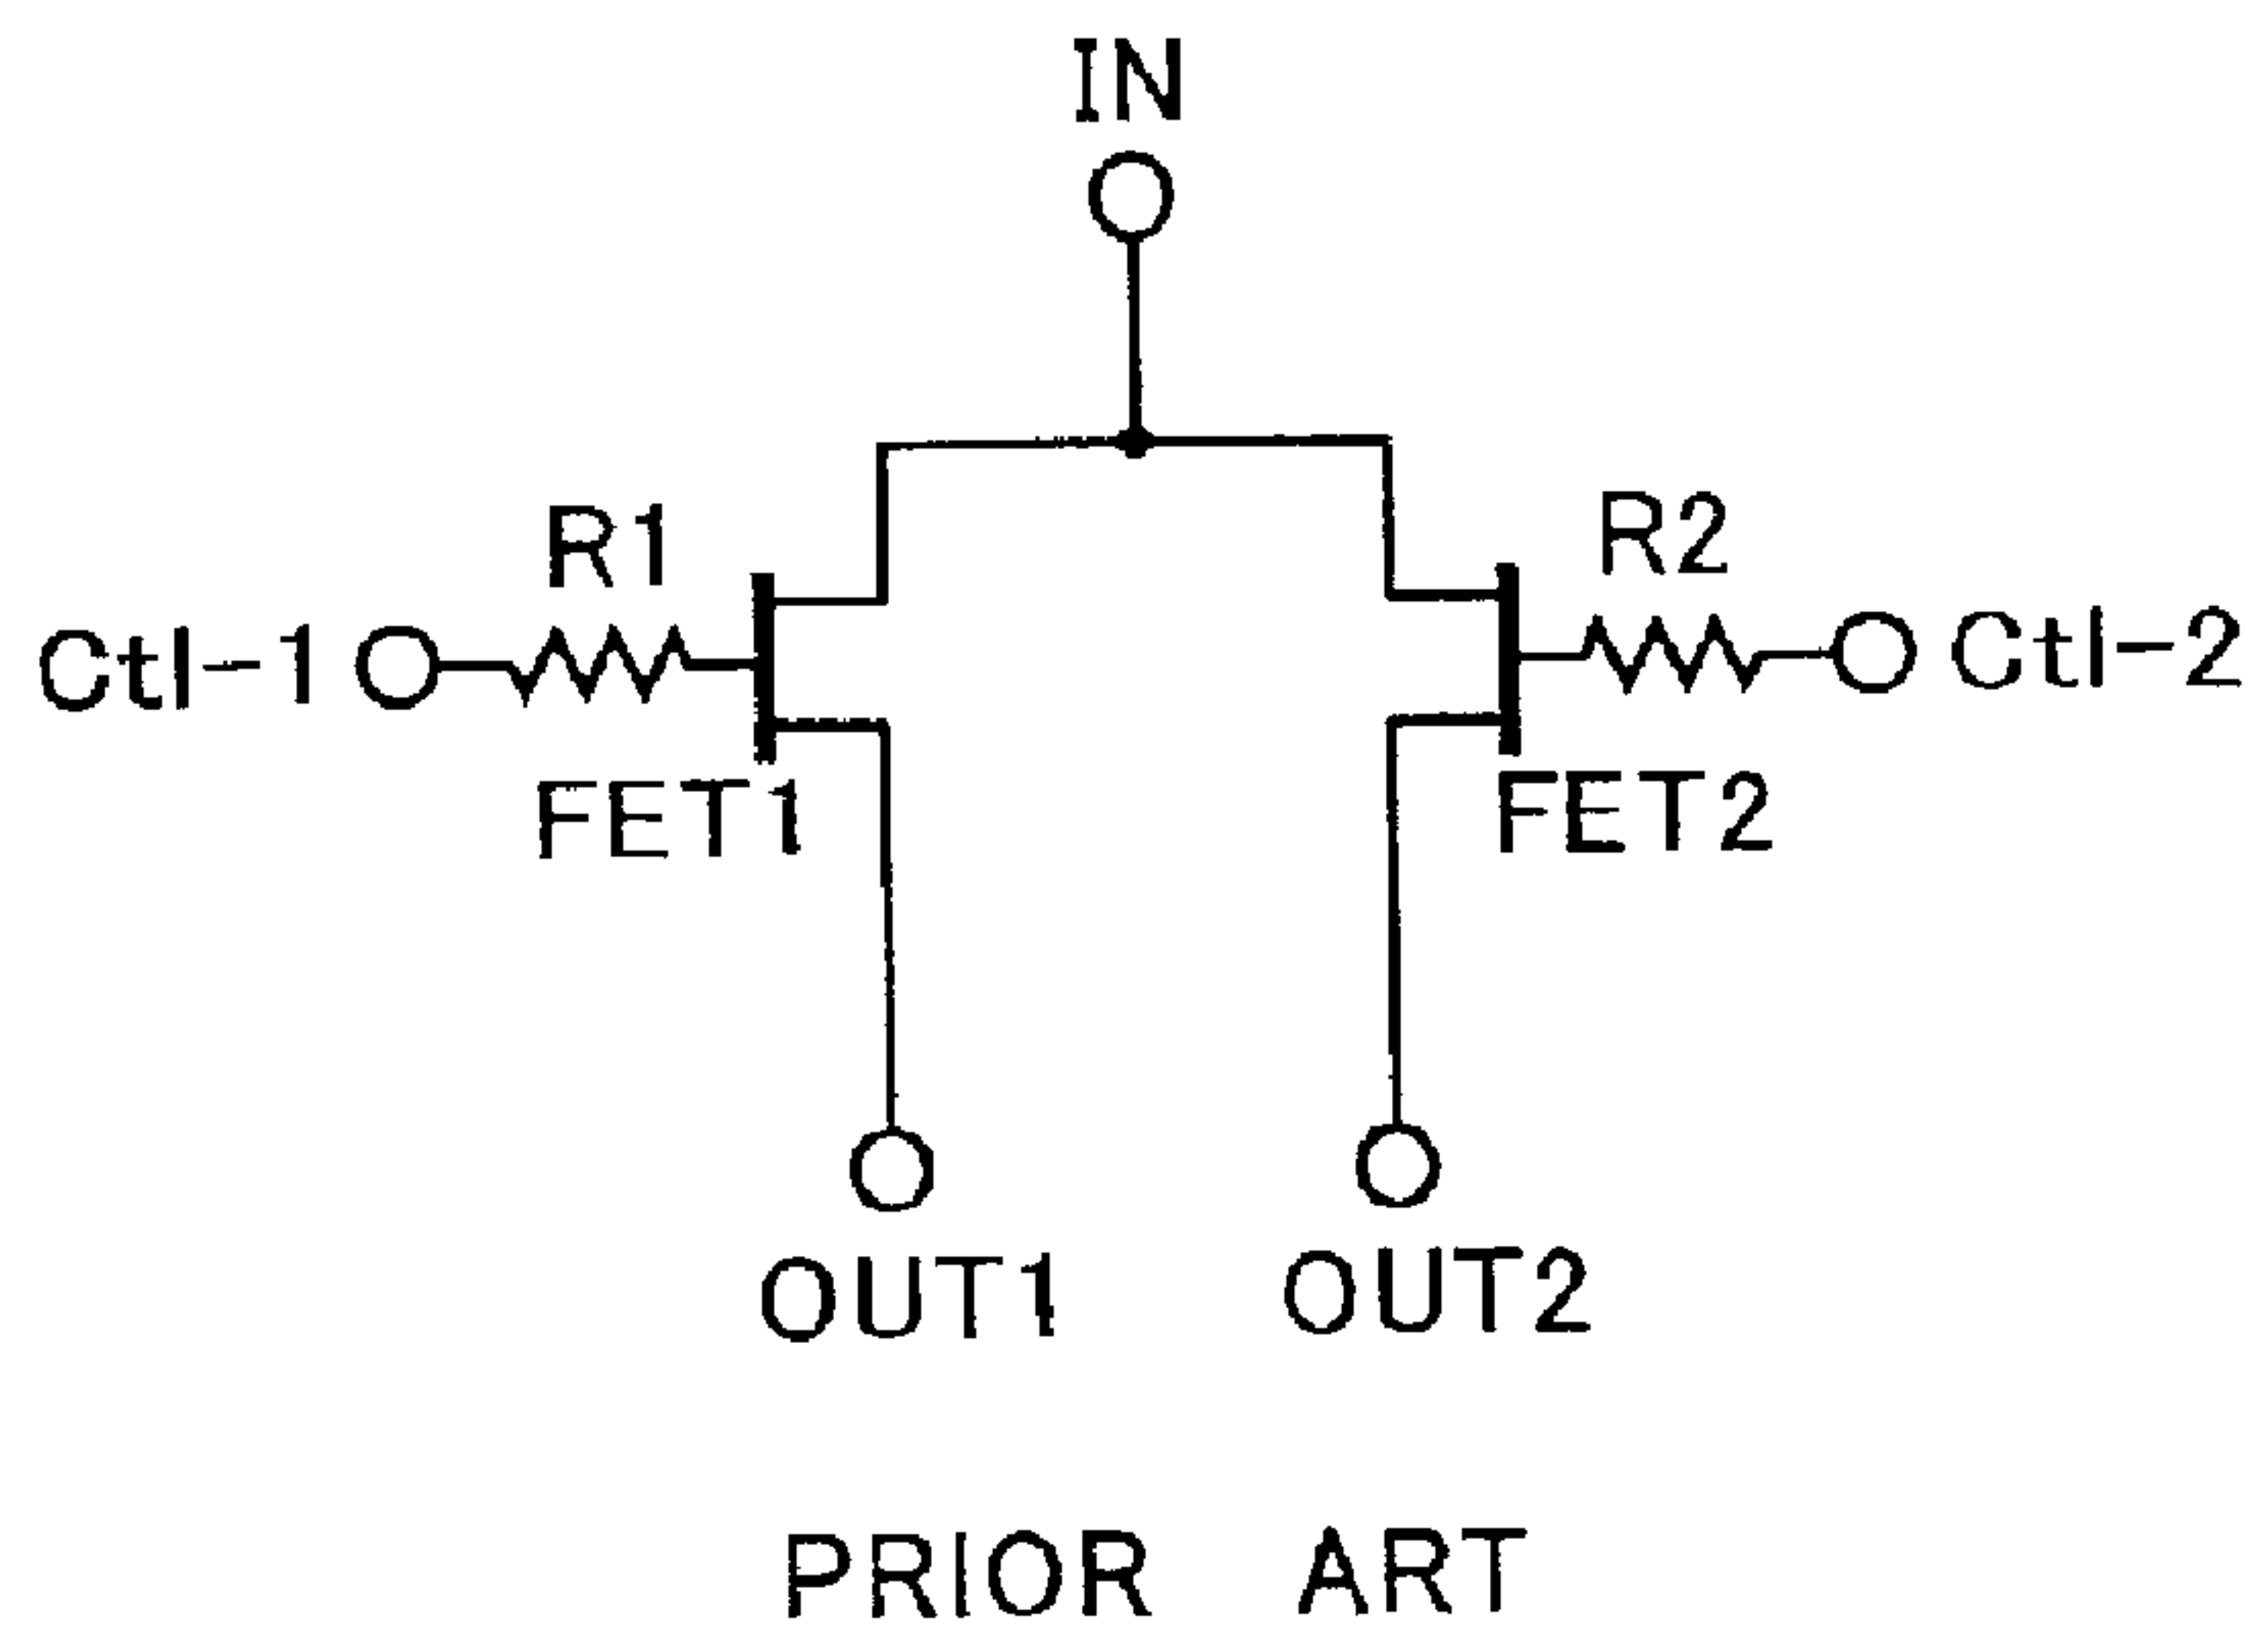 IN
R1
R2
Ctl-1
Ctl-2
FET1
FET2
OUT1
OUT2
PRIOR ART